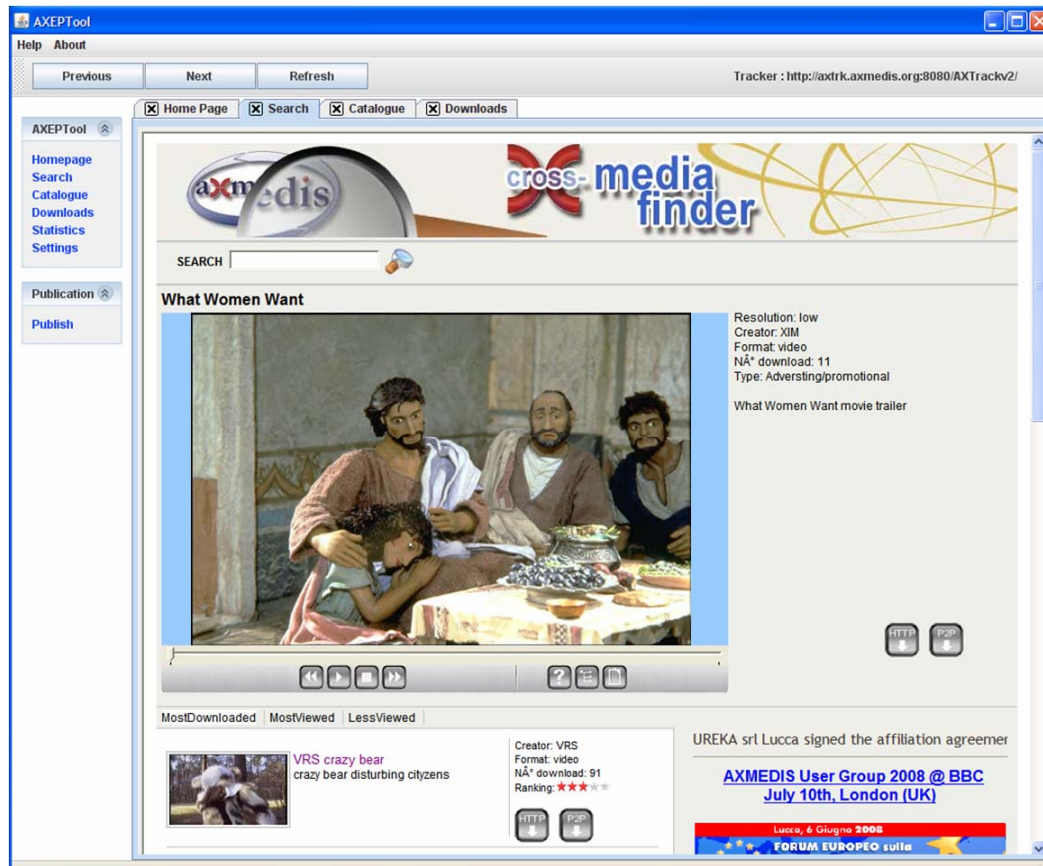 AXEPTool
Help About
Previous Next Refresh Tracker : http://axtrk.axmedis.org:8080/AXTrackv2/
Home Page Search Catalogue Downloads
AXEPTool
Homepage
Search
Catalogue
Downloads
Statistics
Settings
Publication
Publish
axmedis
cross-media
finder
SEARCH
What Women Want
Resolution: low
Creator: XIM
Format: video
NÂ° download: 11
Type: Adversting/promotional
What Women Want movie trailer
HTTP P2P
?
MostDownloaded MostViewed LessViewed
VRS crazy bear
crazy bear disturbing cityzens
Creator: VRS
Format: video
NÂ° download: 91
Ranking:
HTTP P2P
UREKA srl Lucca signed the affiliation agreemer
AXMEDIS User Group 2008 @ BBC
July 10th, London (UK)
Lucca, 6 Giugno 2008
FORUM EUROPEO sulla